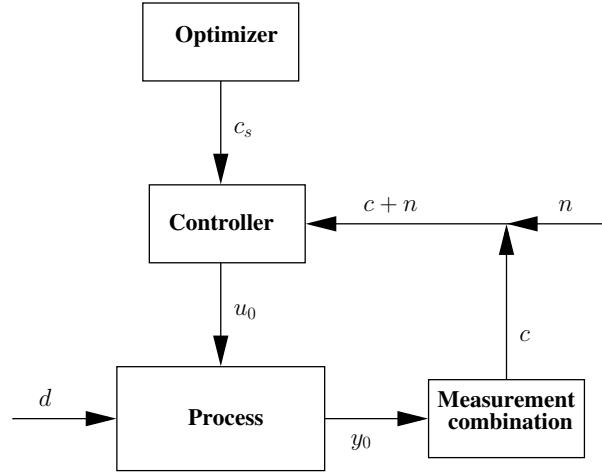 Optimizer
c_s
Controller
c + n
n
u_0
c
d
Process
y_0
Measurement
combination